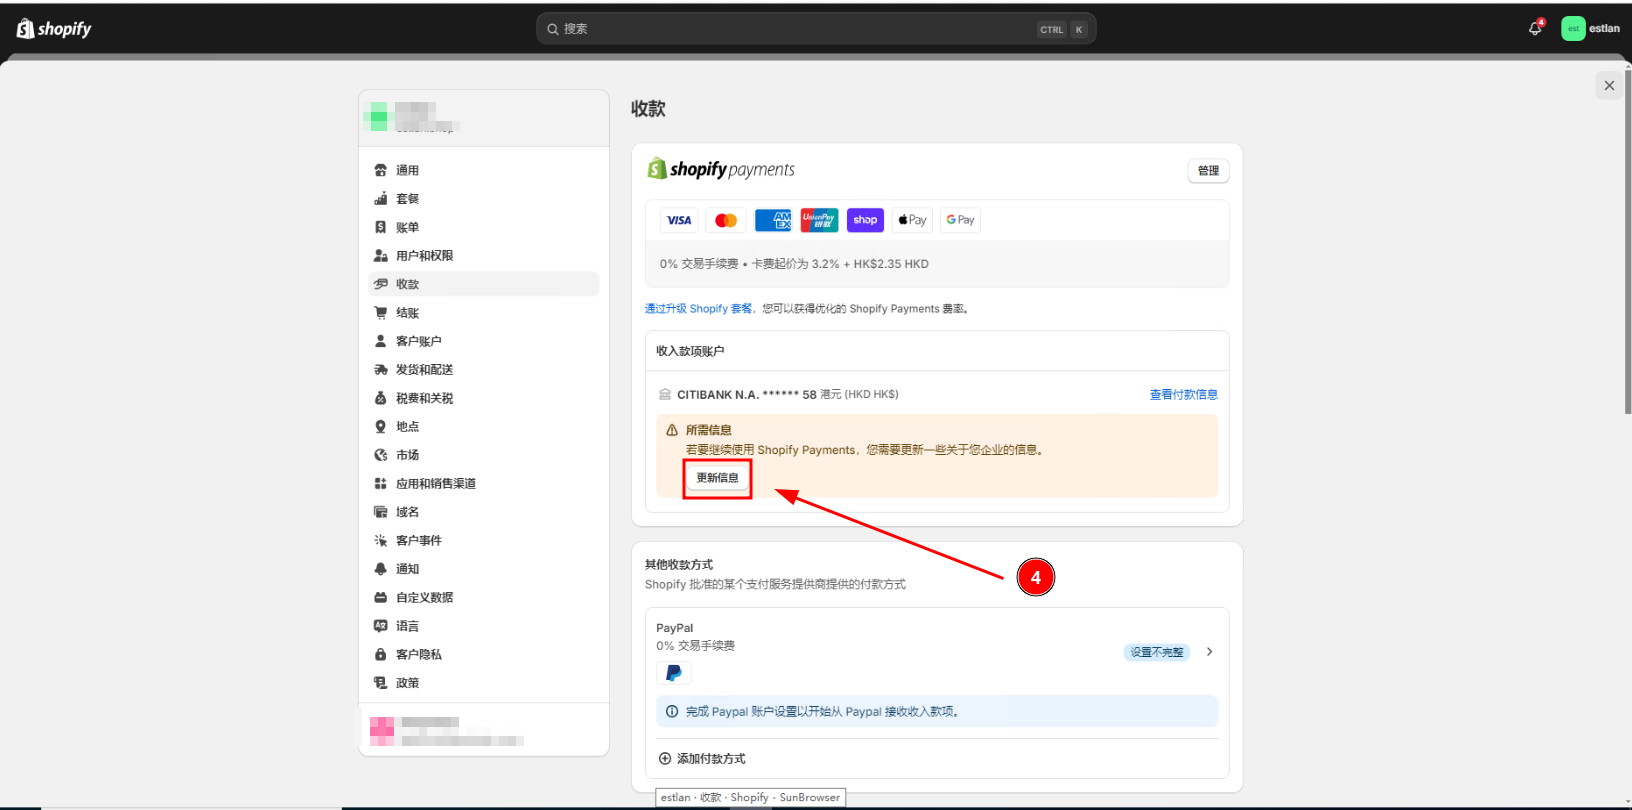 shopify
搜索
CTRL K
4
est
estlan
通用
套餐
账单
用户和权限
收款
结账
客户账户
发货和配送
税费和关税
地点
市场
应用和销售渠道
域名
客户事件
通知
自定义数据
语言
客户隐私
政策
收款
shopify payments
管理
VISA
AM EX
UnionPay 银联
shop
Pay
G Pay
0% 交易手续费 • 卡费起价为 3.2% + HK$2.35 HKD
通过升级 Shopify 套餐，您可以获得优化的 Shopify Payments 费率。
收入款项账户
CITIBANK N.A. ****** 58 港元 (HKD HK$)
查看付款信息
所需信息
若要继续使用 Shopify Payments，您需要更新一些关于您企业的信息。
更新信息
4
其他收款方式
Shopify 批准的某个支付服务提供商提供的付款方式
PayPal
0% 交易手续费
设置不完整
完成 Paypal 账户设置以开始从 Paypal 接收收入款项。
添加付款方式
estlan · 收款 · Shopify - SunBrowser